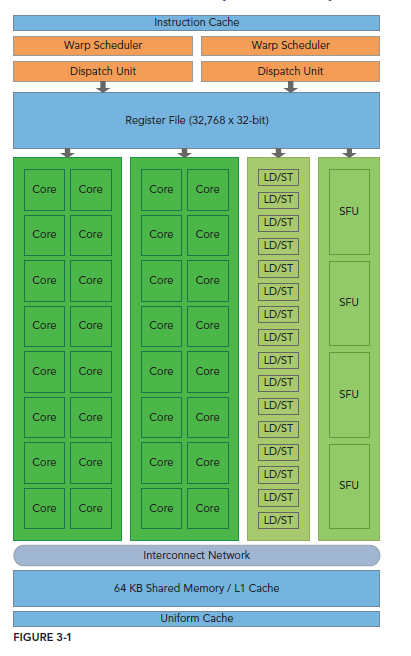 Instruction Cache
Warp Scheduler Warp Scheduler
Dispatch Unit Dispatch Unit
Register File (32,768 x 32-bit)
Core Core Core Core LD/ST
LD/ST
SFU
Core Core Core Core LD/ST
LD/ST
Core Core Core Core LD/ST
LD/ST
SFU
Core Core Core Core LD/ST
LD/ST
Core Core Core Core LD/ST
LD/ST
SFU
Core Core Core Core LD/ST
LD/ST
Core Core Core Core LD/ST
LD/ST
SFU
Core Core Core Core LD/ST
LD/ST
Interconnect Network
64 KB Shared Memory / L1 Cache
Uniform Cache
FIGURE 3-1